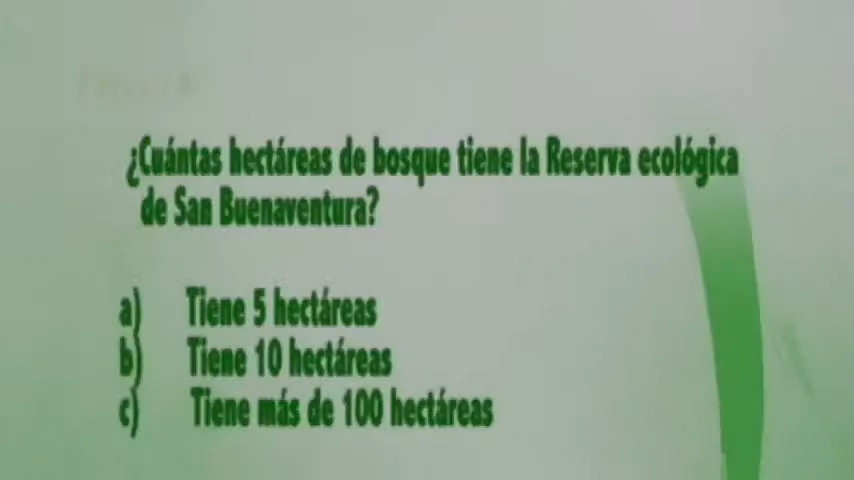 ¿Cuántas hectáreas de bosque tiene la Reserva ecológica
de San Buenaventura?
a) Tiene 5 hectáreas
b) Tiene 10 hectáreas
c) Tiene más de 100 hectáreas